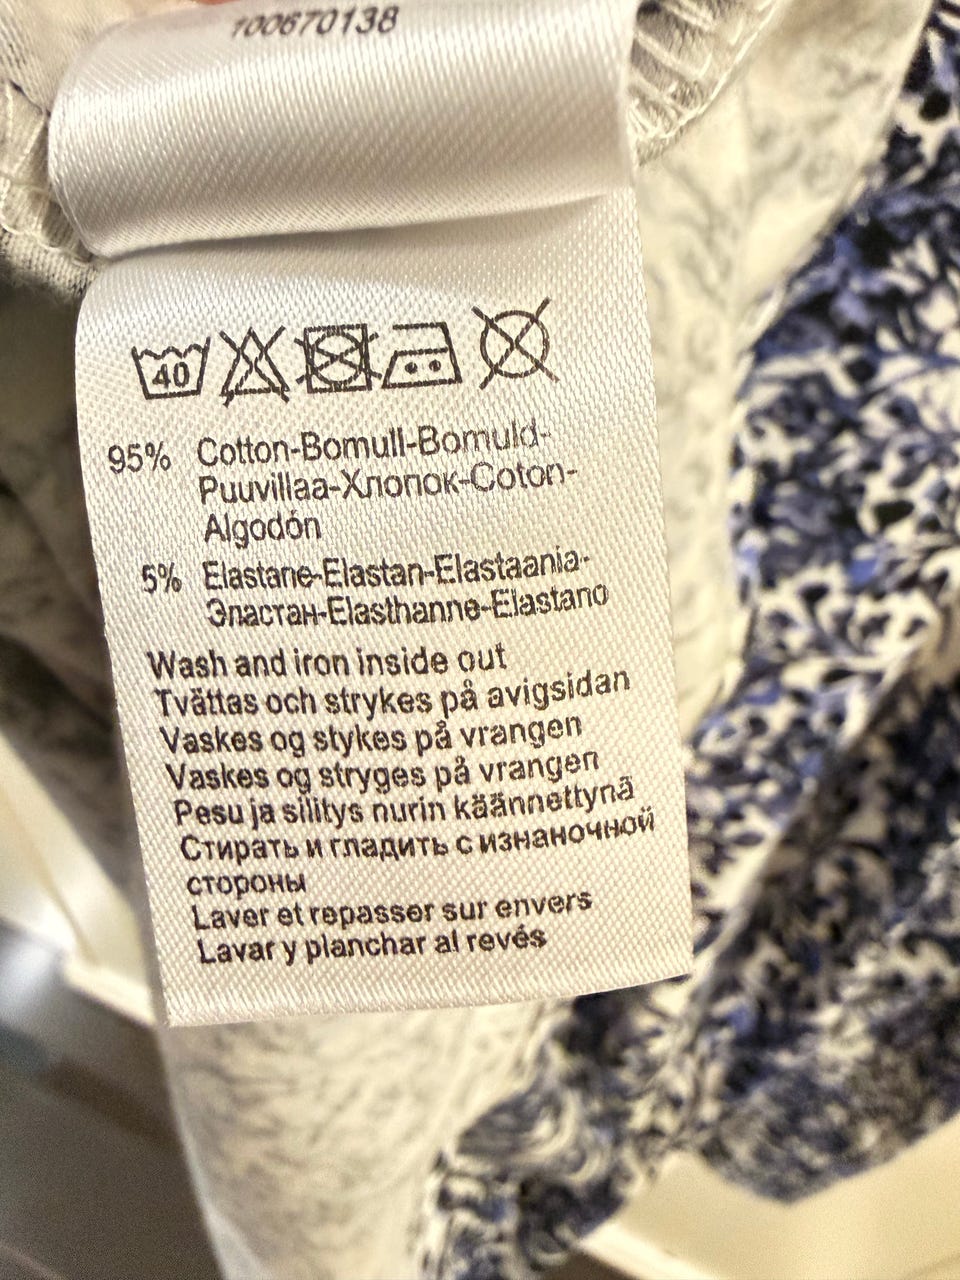 100670138
40
95% Cotton-Bomull-Bomuld-
Puuvillaa-Хлопок-Coton-
Algodón
5% Elastane-Elastan-Elastaania-
Эластан-Elasthanne-Elastano
Wash and iron inside out
Tvättas och strykes på avigsidan
Vaskes og stykes på vrangen
Vaskes og stryges på vrangen
Pesu ja silitys nurin käännettynä
Стирать и гладить с изнаночной
стороны
Laver et repasser sur envers
Lavar y planchar al revés